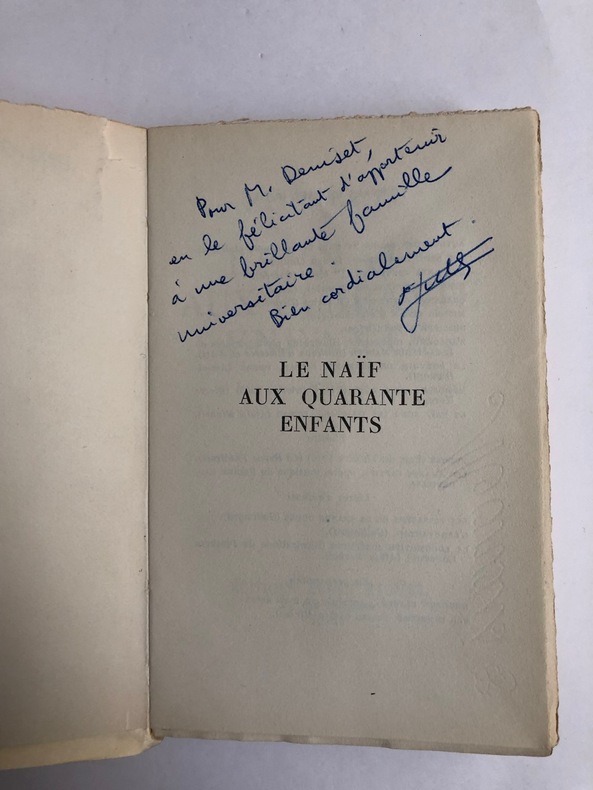 Pour M. Deniset,
en le félicitant d'appartenir
à une brillante famille
universitaire.
Bien cordialement.
LE NAÏF
AUX QUARANTE
ENFANTS